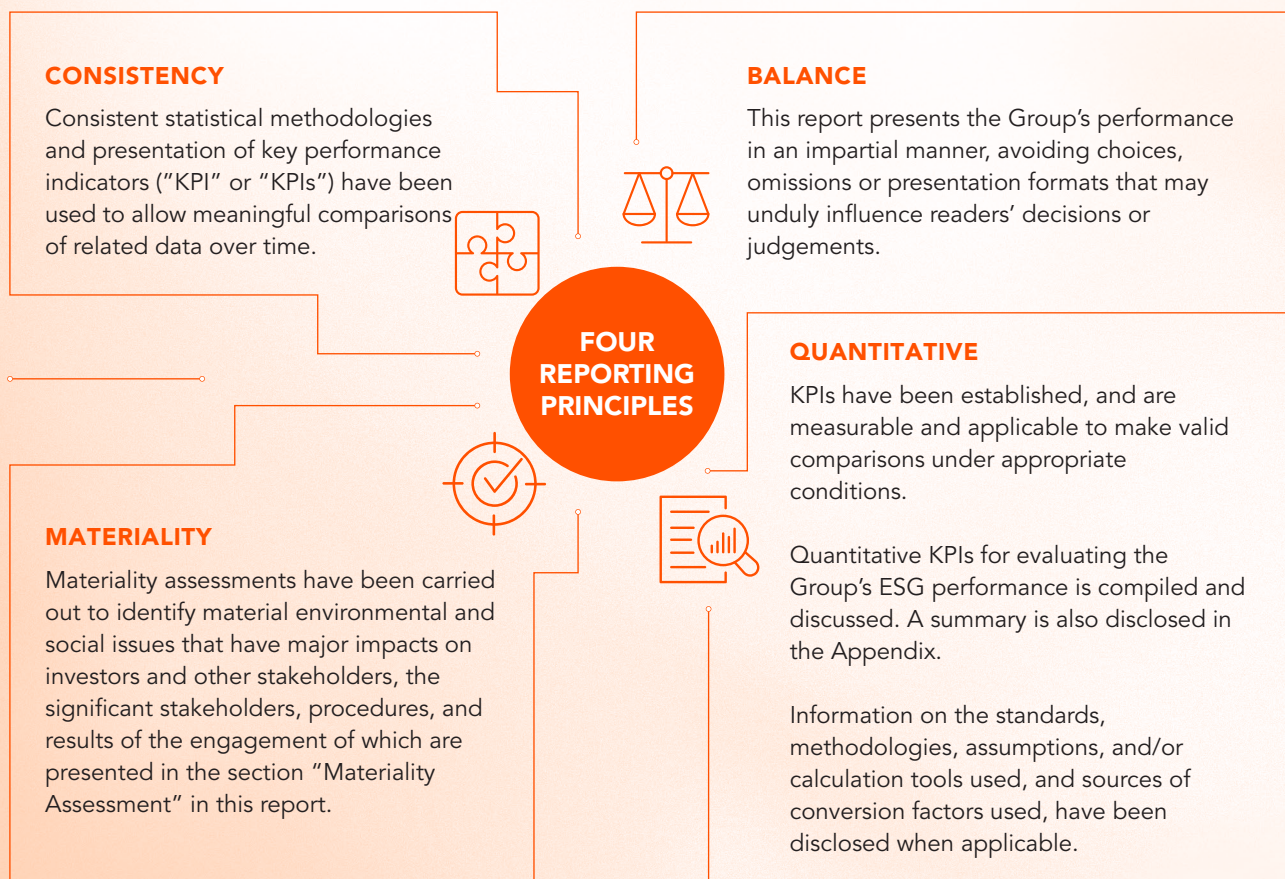 CONSISTENCY
Consistent statistical methodologies
and presentation of key performance
indicators ("KPI" or "KPIs") have been
used to allow meaningful comparisons
of related data over time.
BALANCE
This report presents the Group's performance
in an impartial manner, avoiding choices,
omissions or presentation formats that may
unduly influence readers' decisions or
judgements.
FOUR
REPORTING
PRINCIPLES
MATERIALITY
Materiality assessments have been carried
out to identify material environmental and
social issues that have major impacts on
investors and other stakeholders, the
significant stakeholders, procedures, and
results of the engagement of which are
presented in the section “Materiality
Assessment” in this report.
QUANTITATIVE
KPIs have been established, and are
measurable and applicable to make valid
comparisons under appropriate
conditions.
Quantitative KPIs for evaluating the
Group's ESG performance is compiled and
discussed. A summary is also disclosed in
the Appendix.
Information on the standards,
methodologies, assumptions, and/or
calculation tools used, and sources of
conversion factors used, have been
disclosed when applicable.